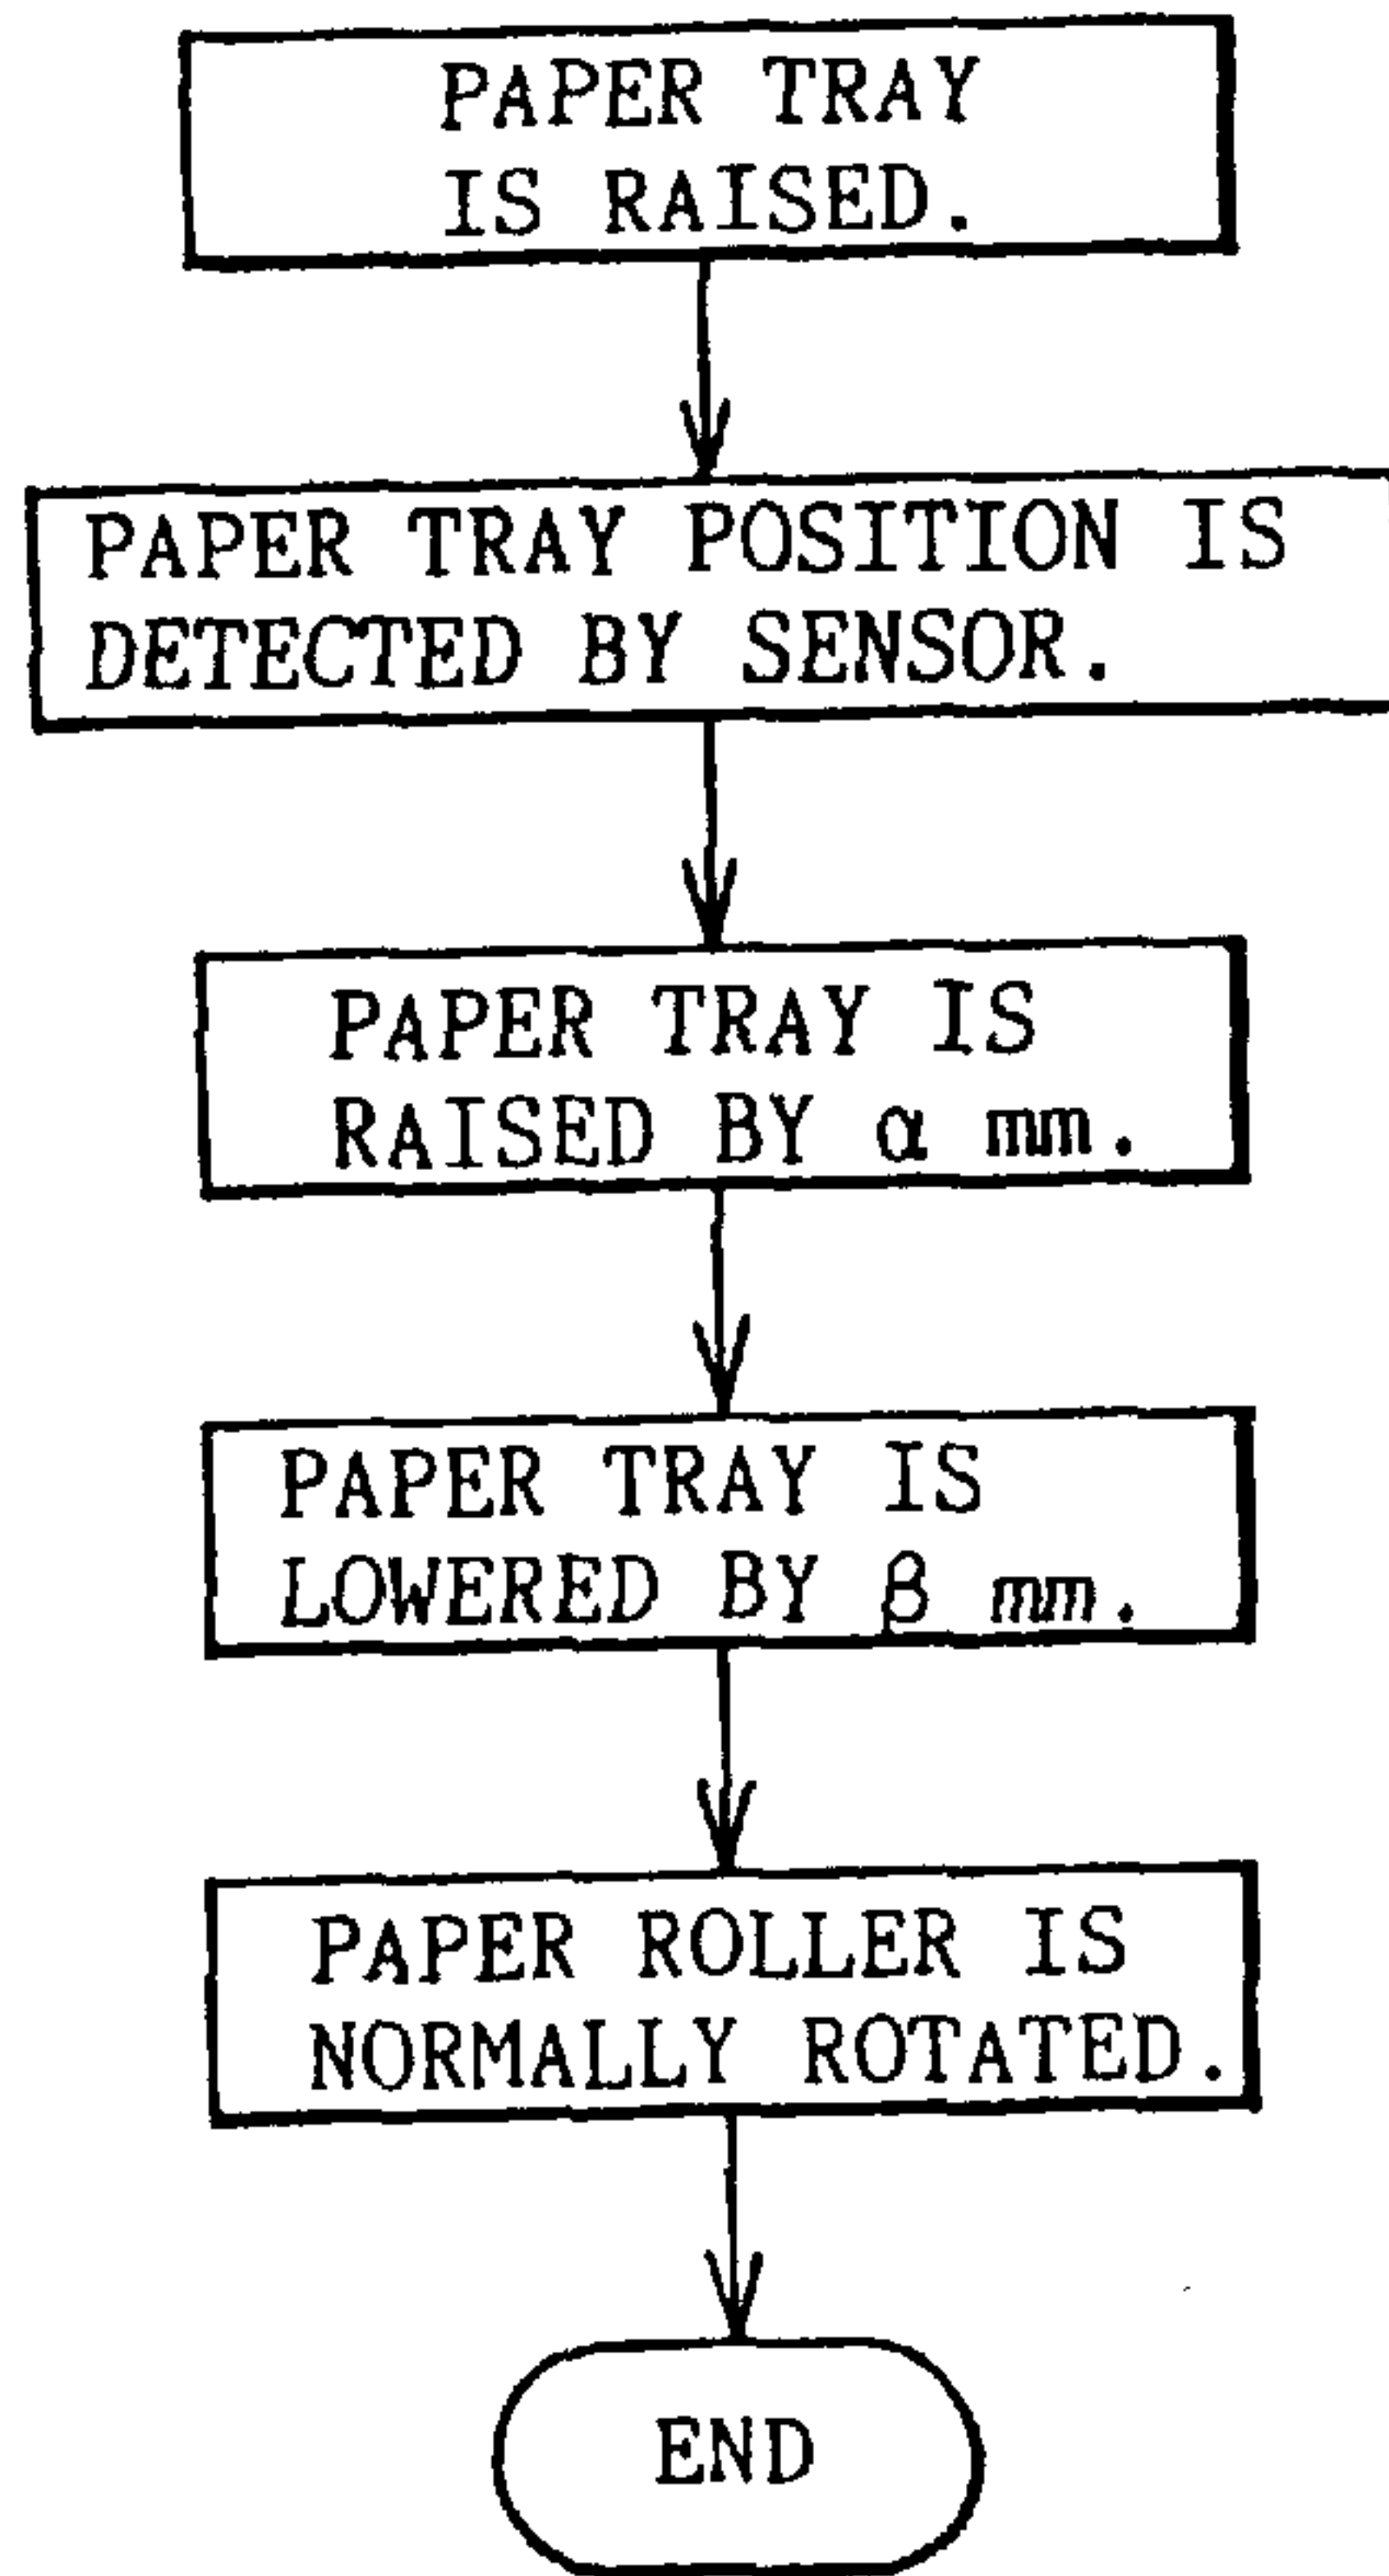 PAPER TRAY
IS RAISED.
PAPER TRAY POSITION IS
DETECTED BY SENSOR.
PAPER TRAY IS
RAISED BY α mm.
PAPER TRAY IS
LOWERED BY β mm.
PAPER ROLLER IS
NORMALLY ROTATED.
END